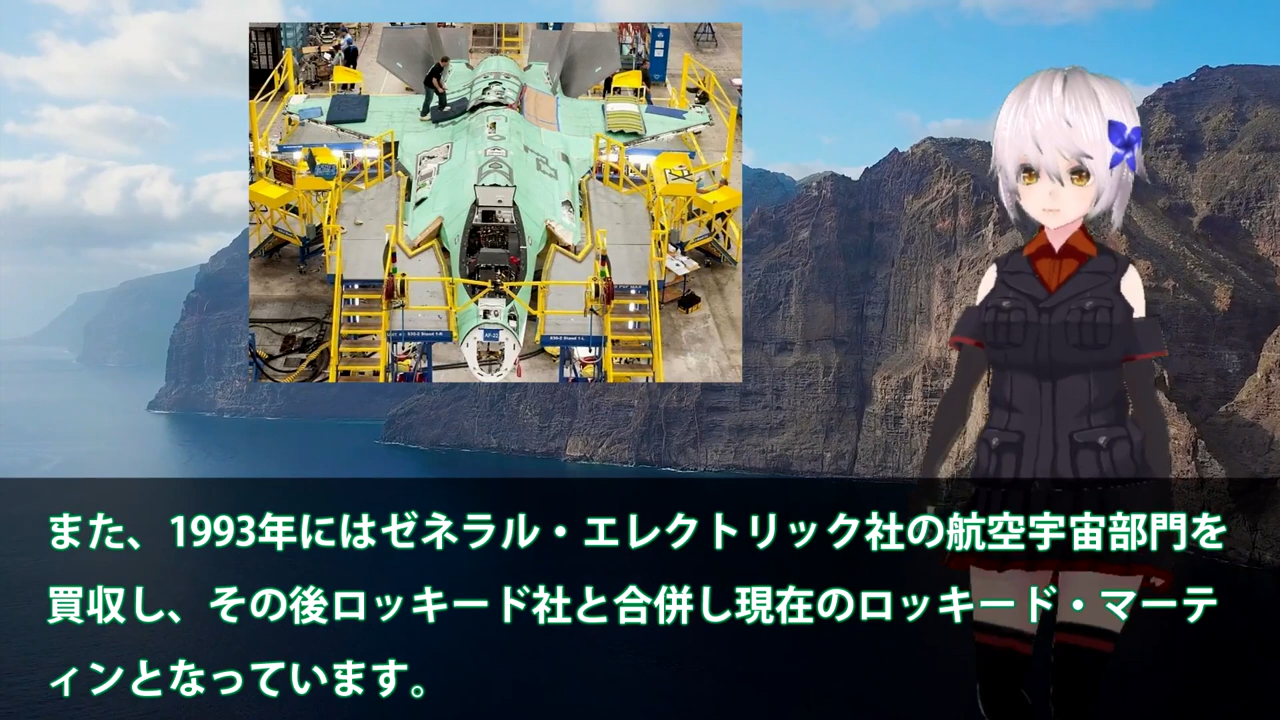 AF-22
また、1993年にはゼネラル・エレクトリック社の航空宇宙部門を
買収し、その後ロッキード社と合併し現在のロッキード・マーテ
ィンとなっています。